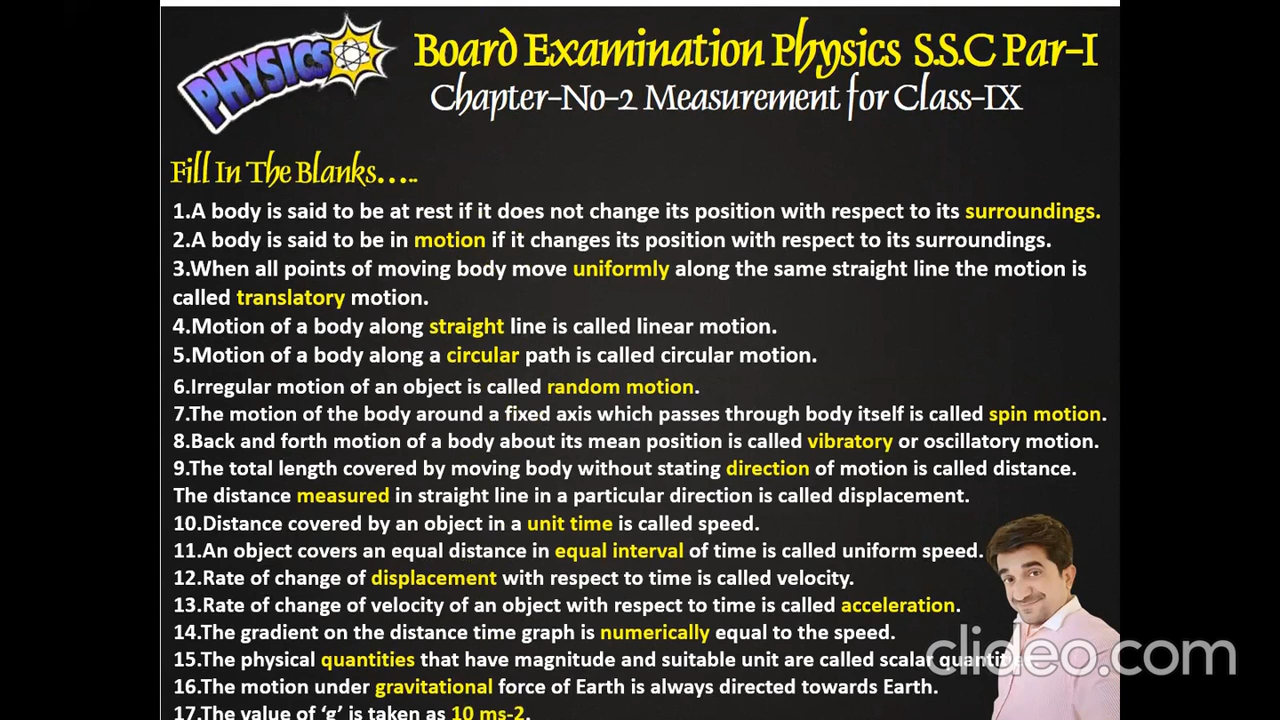 PHYSICS
Board Examination Physics S.S.C Par-I
Chapter-No-2 Measurement for Class-IX
Fill In The Blanks.....
1.A body is said to be at rest if it does not change its position with respect to its surroundings.
2.A body is said to be in motion if it changes its position with respect to its surroundings.
3.When all points of moving body move uniformly along the same straight line the motion is
called translatory motion.
4.Motion of a body along straight line is called linear motion.
5.Motion of a body along a circular path is called circular motion.
6.Irregular motion of an object is called random motion.
7.The motion of the body around a fixed axis which passes through body itself is called spin motion.
8.Back and forth motion of a body about its mean position is called vibratory or oscillatory motion.
9.The total length covered by moving body without stating direction of motion is called distance.
The distance measured in straight line in a particular direction is called displacement.
10.Distance covered by an object in a unit time is called speed.
11.An object covers an equal distance in equal interval of time is called uniform speed.
12.Rate of change of displacement with respect to time is called velocity.
13.Rate of change of velocity of an object with respect to time is called acceleration.
14.The gradient on the distance time graph is numerically equal to the speed.
15.The physical quantities that have magnitude and suitable unit are called scalar
clideo.com
16.The motion under gravitational force of Earth is always directed towards Earth.
17.The value of ‘g’ is taken as 10 ms-2.